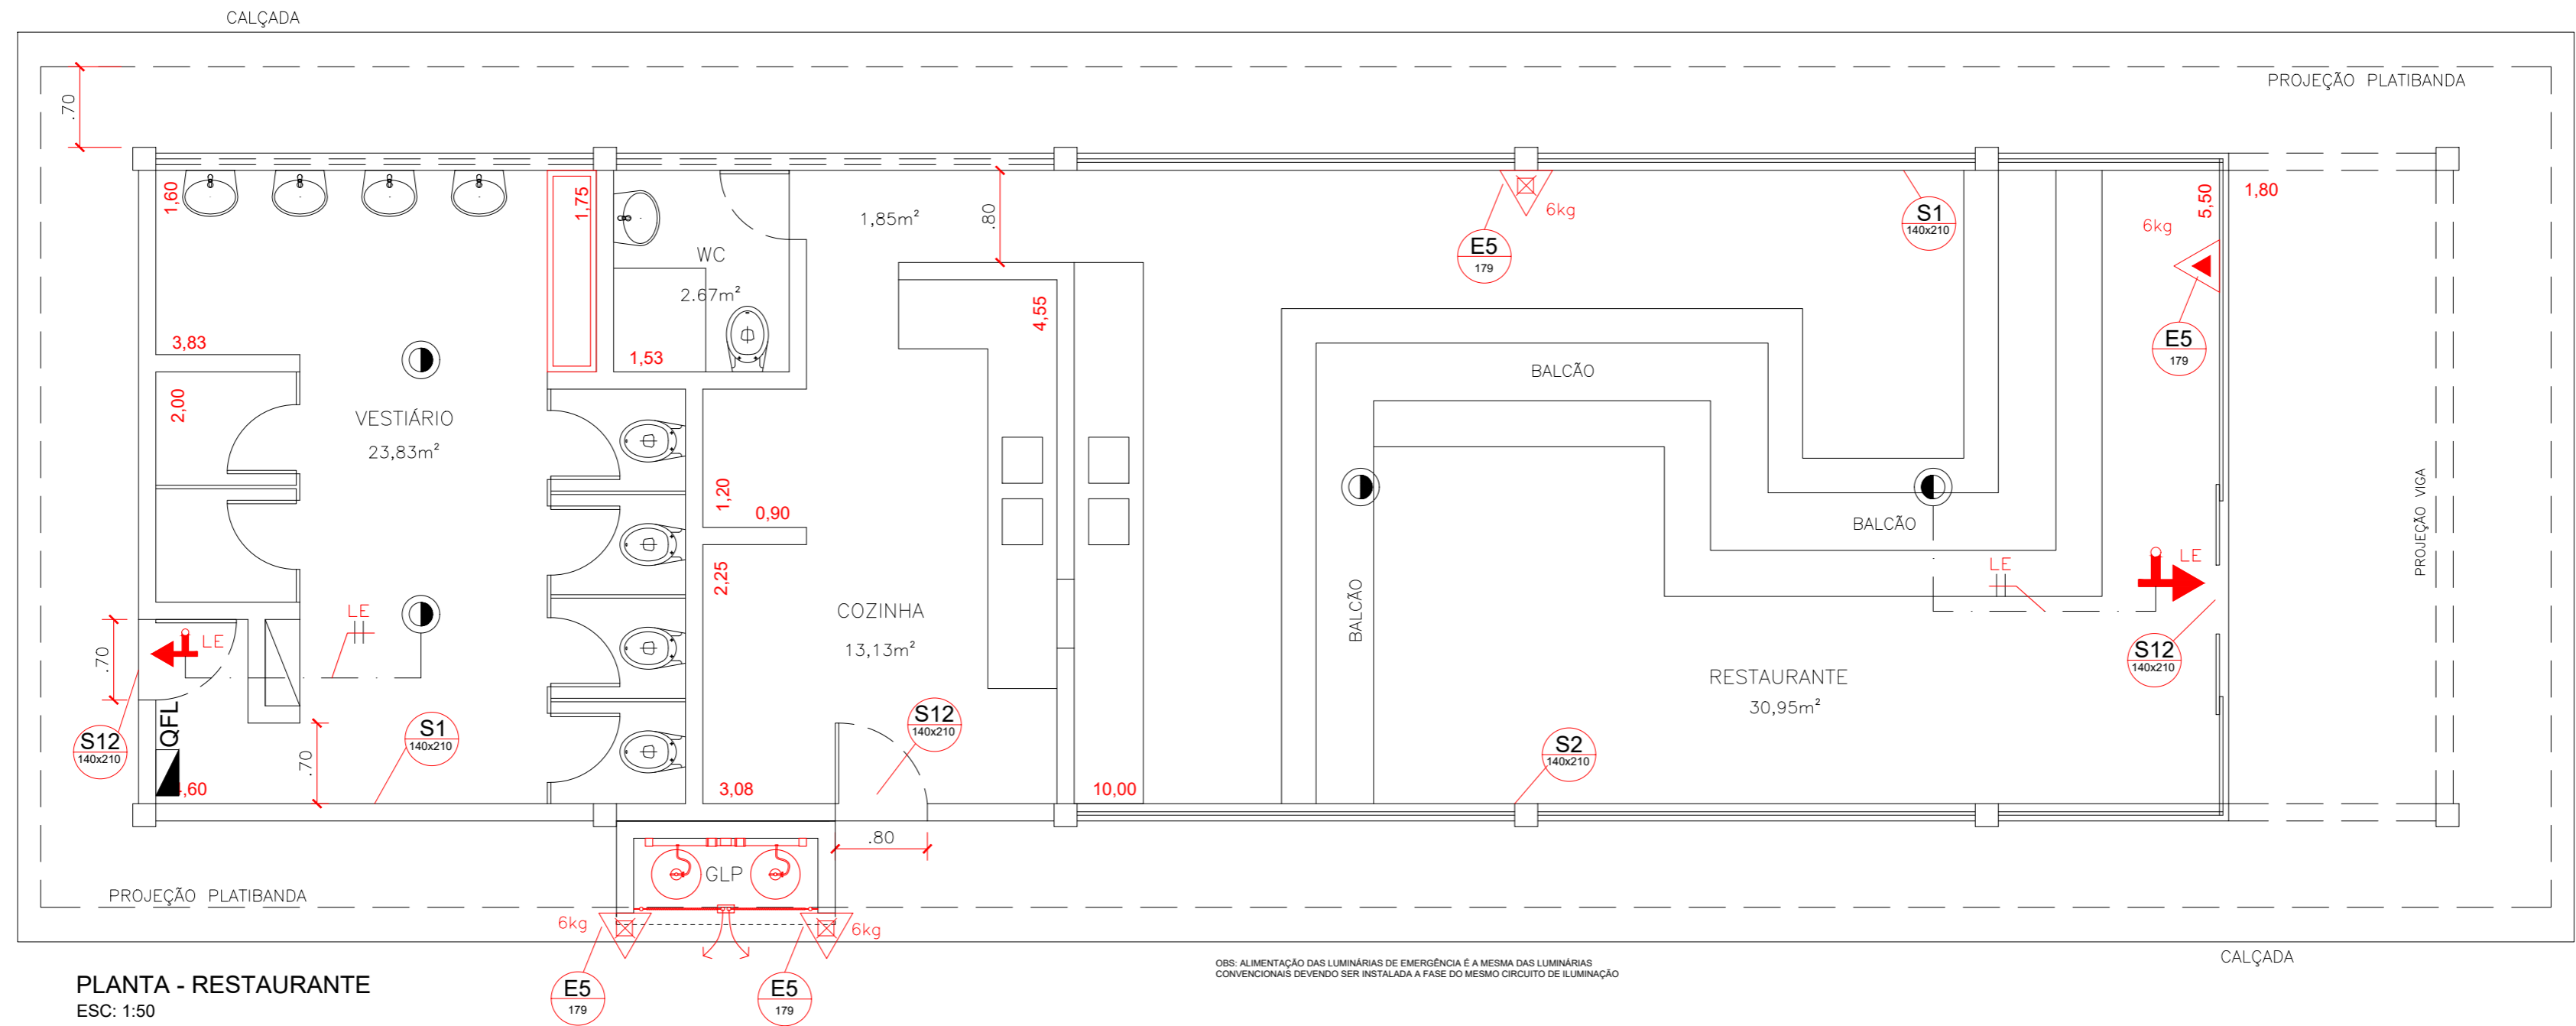 CALÇADA
PROJEÇÃO PLATIBANDA
.70
1,60
1,75
1,85m²
.80
6kg
S1
140x210
5,50
1,80
6kg
E5
179
WC
2.67m²
4,55
E5
179
3,83
1,53
BALCÃO
2,00
VESTIÁRIO
23,83m²
1,20
0,90
BALCÃO
PROJEÇÃO VIGA
2,25
LE
LE
COZINHA
13,13m²
BALCÃO
LE
LE
.70
S12
140x210
RESTAURANTE
30,95m²
QFL
S1
140x210
S12
140x210
S12
140x210
S2
140x210
.70
,60
3,08
10,00
.80
GLP
PROJEÇÃO PLATIBANDA
6kg
6kg
CALÇADA
OBS: ALIMENTAÇÃO DAS LUMINÁRIAS DE EMERGÊNCIA É A MESMA DAS LUMINÁRIAS
CONVENCIONAIS DEVENDO SER INSTALADA A FASE DO MESMO CIRCUITO DE ILUMINAÇÃO
PLANTA - RESTAURANTE
ESC: 1:50
E5
179
E5
179